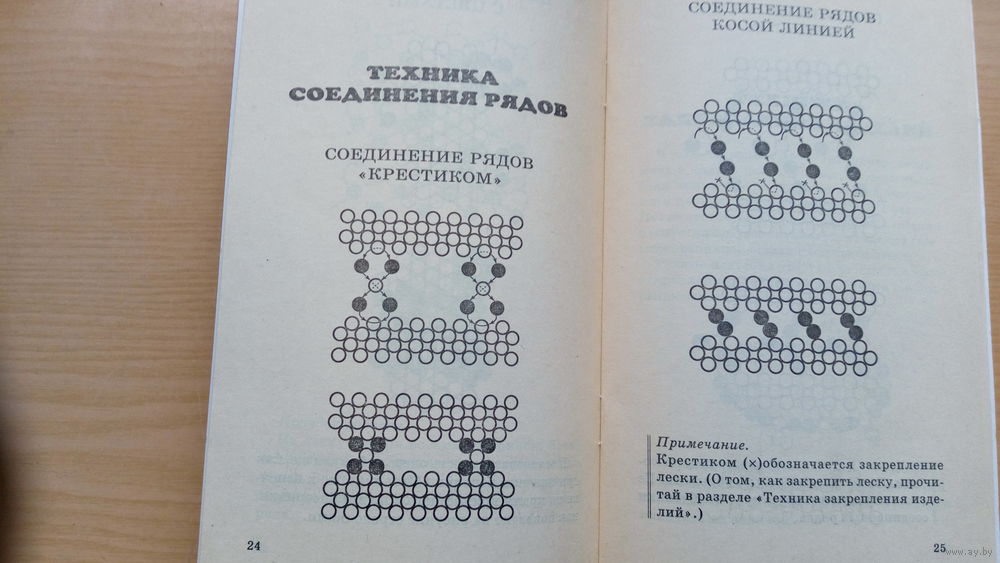 ТЕХНИКА
СОЕДИНЕНИЯ РЯДОВ
СОЕДИНЕНИЕ РЯДОВ
«КРЕСТИКОМ»
24
СОЕДИНЕНИЕ РЯДОВ
КОСОЙ ЛИНИЕЙ
Примечание.
Крестиком (×)обозначается закрепление
лески. (О том, как закрепить леску, прочи-
тай в разделе «Техника закрепления изде-
лий».)
25
www.ay.by